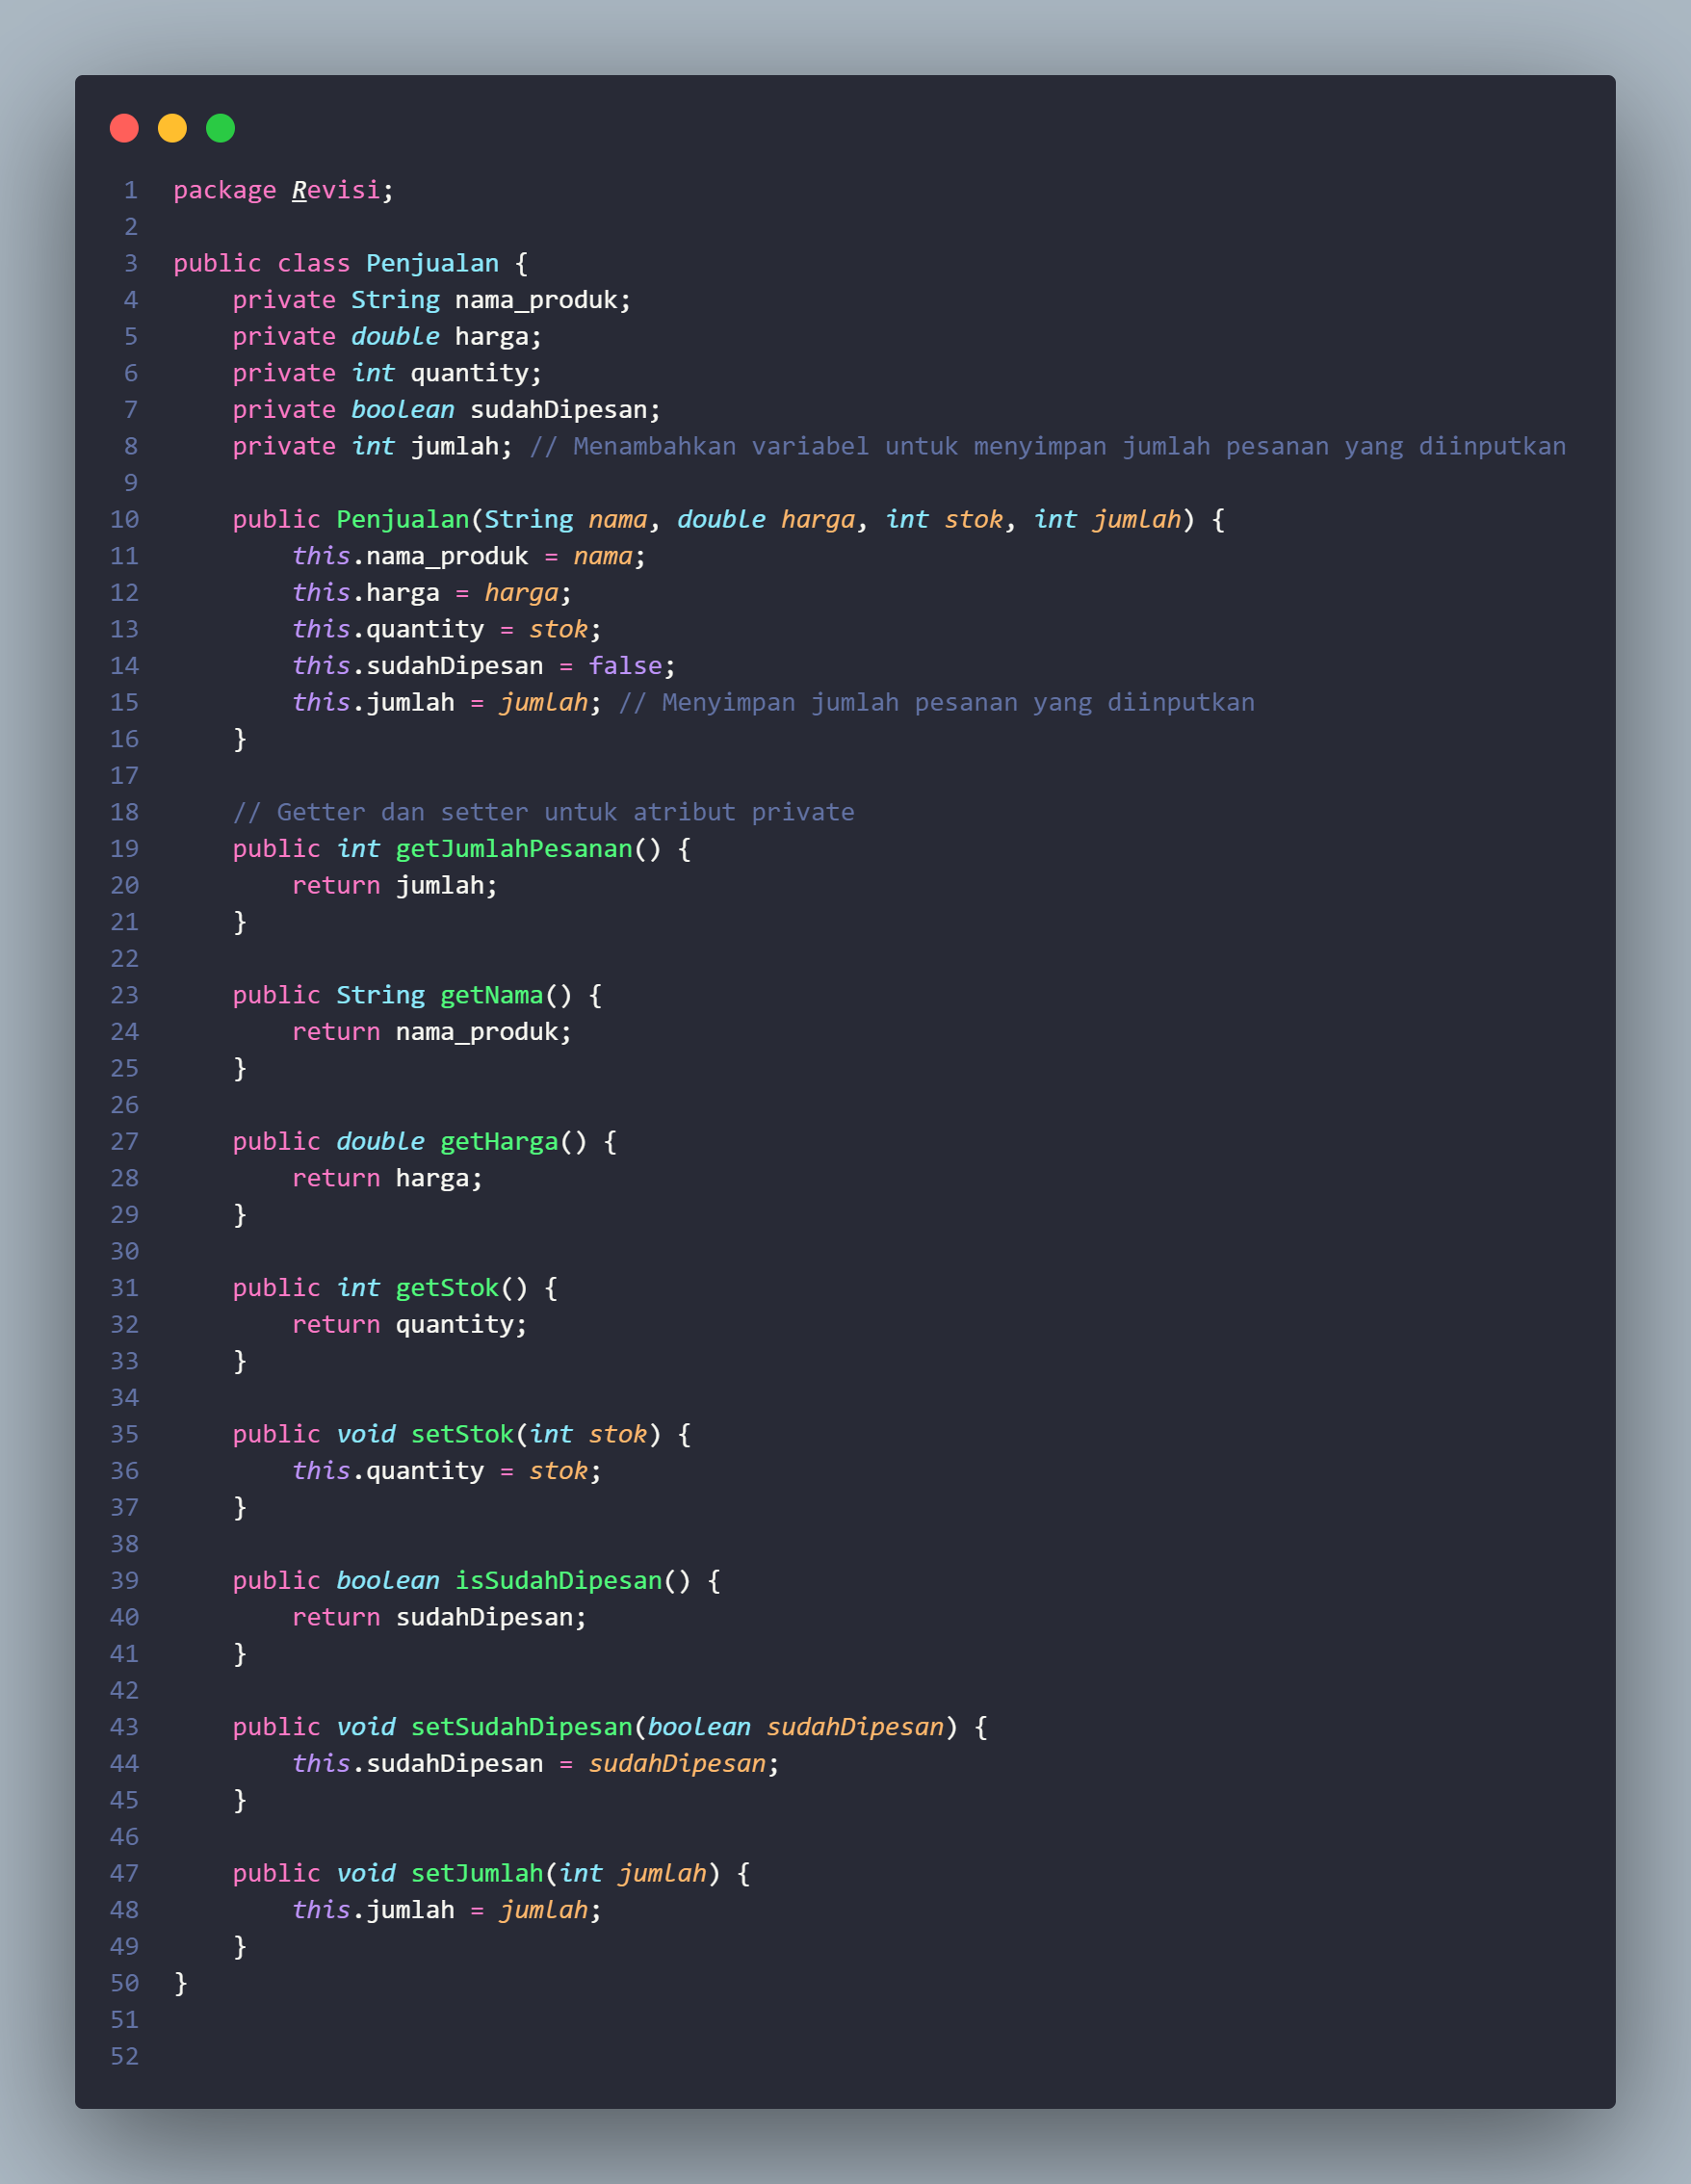 1 package Revisi;
2
3 public class Penjualan {
4     private String nama_produk;
5     private double harga;
6     private int quantity;
7     private boolean sudahDipesan;
8     private int jumlah; // Menambahkan variabel untuk menyimpan jumlah pesanan yang diinputkan
9
10     public Penjualan(String nama, double harga, int stok, int jumlah) {
11         this.nama_produk = nama;
12         this.harga = harga;
13         this.quantity = stok;
14         this.sudahDipesan = false;
15         this.jumlah = jumlah; // Menyimpan jumlah pesanan yang diinputkan
16     }
17
18     // Getter dan setter untuk atribut private
19     public int getJumlahPesanan() {
20         return jumlah;
21     }
22
23     public String getNama() {
24         return nama_produk;
25     }
26
27     public double getHarga() {
28         return harga;
29     }
30
31     public int getStok() {
32         return quantity;
33     }
34
35     public void setStok(int stok) {
36         this.quantity = stok;
37     }
38
39     public boolean isSudahDipesan() {
40         return sudahDipesan;
41     }
42
43     public void setSudahDipesan(boolean sudahDipesan) {
44         this.sudahDipesan = sudahDipesan;
45     }
46
47     public void setJumlah(int jumlah) {
48         this.jumlah = jumlah;
49     }
50 }
51
52